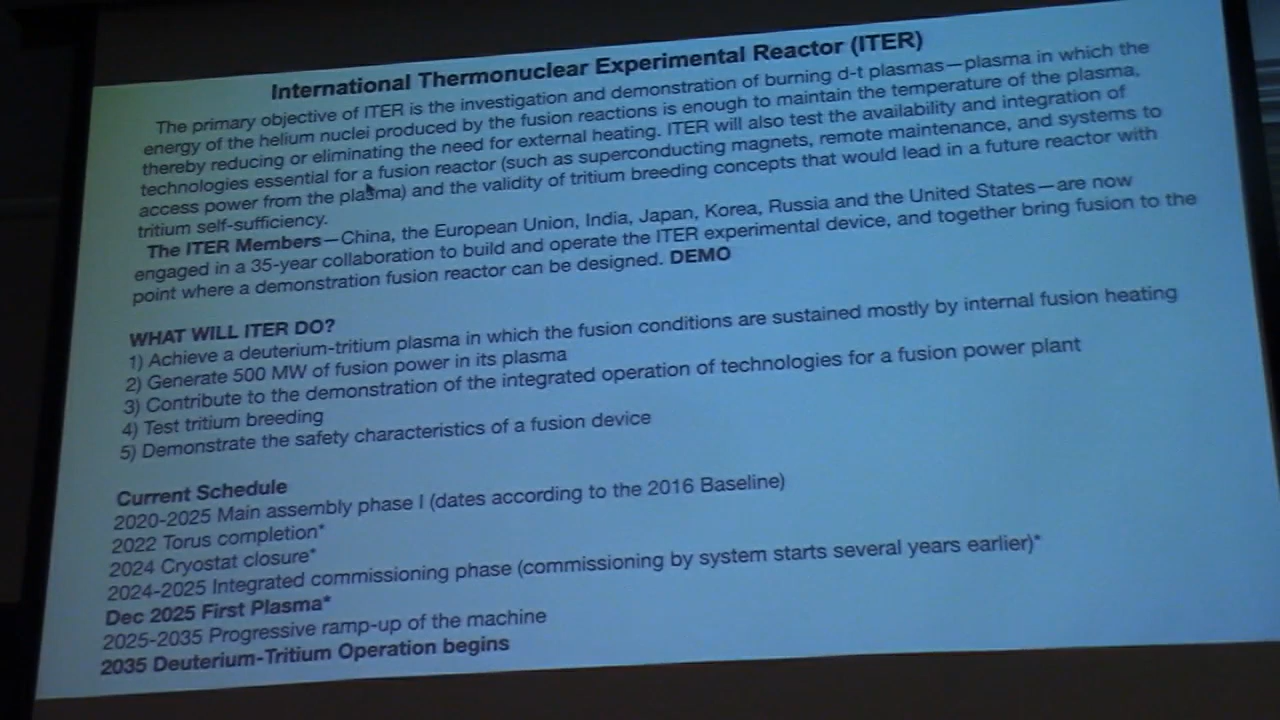 International Thermonuclear Experimental Reactor (ITER)
The primary objective of ITER is the investigation and demonstration of burning d-t plasmas—plasma in which the
energy of the helium nuclei produced by the fusion reactions is enough to maintain the temperature of the plasma,
thereby reducing or eliminating the need for external heating. ITER will also test the availability and integration of
technologies essential for a fusion reactor (such as superconducting magnets, remote maintenance, and systems to
access power from the plasma) and the validity of tritium breeding concepts that would lead in a future reactor with
tritium self-sufficiency.
The ITER Members—China, the European Union, India, Japan, Korea, Russia and the United States—are now
engaged in a 35-year collaboration to build and operate the ITER experimental device, and together bring fusion to the
point where a demonstration fusion reactor can be designed. DEMO
WHAT WILL ITER DO?
1) Achieve a deuterium-tritium plasma in which the fusion conditions are sustained mostly by internal fusion heating
2) Generate 500 MW of fusion power in its plasma
3) Contribute to the demonstration of the integrated operation of technologies for a fusion power plant
4) Test tritium breeding
5) Demonstrate the safety characteristics of a fusion device
Current Schedule
2020-2025 Main assembly phase I (dates according to the 2016 Baseline)
2022 Torus completion*
2024 Cryostat closure*
2024-2025 Integrated commissioning phase (commissioning by system starts several years earlier)*
Dec 2025 First Plasma*
2025-2035 Progressive ramp-up of the machine
2035 Deuterium-Tritium Operation begins